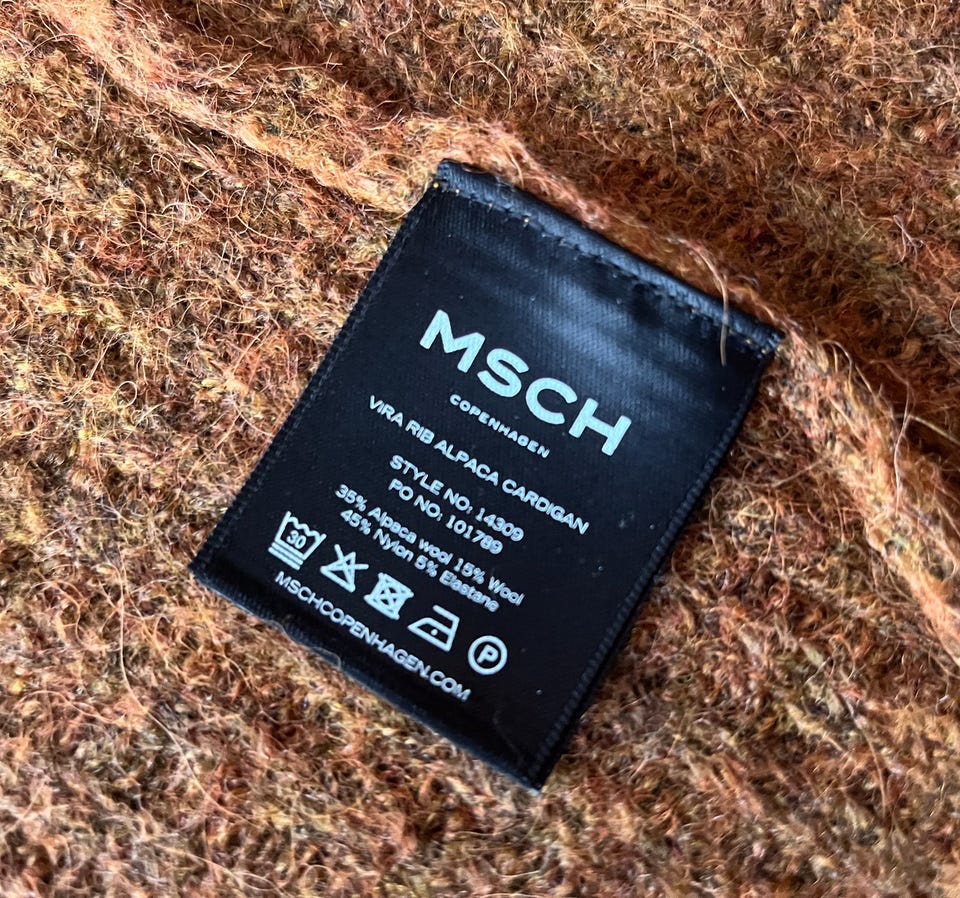 MSCH
COPENHAGEN
VIRA RIB ALPACA CARDIGAN
STYLE NO: 14309
PO NO: 101789
35% Alpaca wool 15% Wool
45% Nylon 5% Elastane
30
P
MSCHCOPENHAGEN.COM